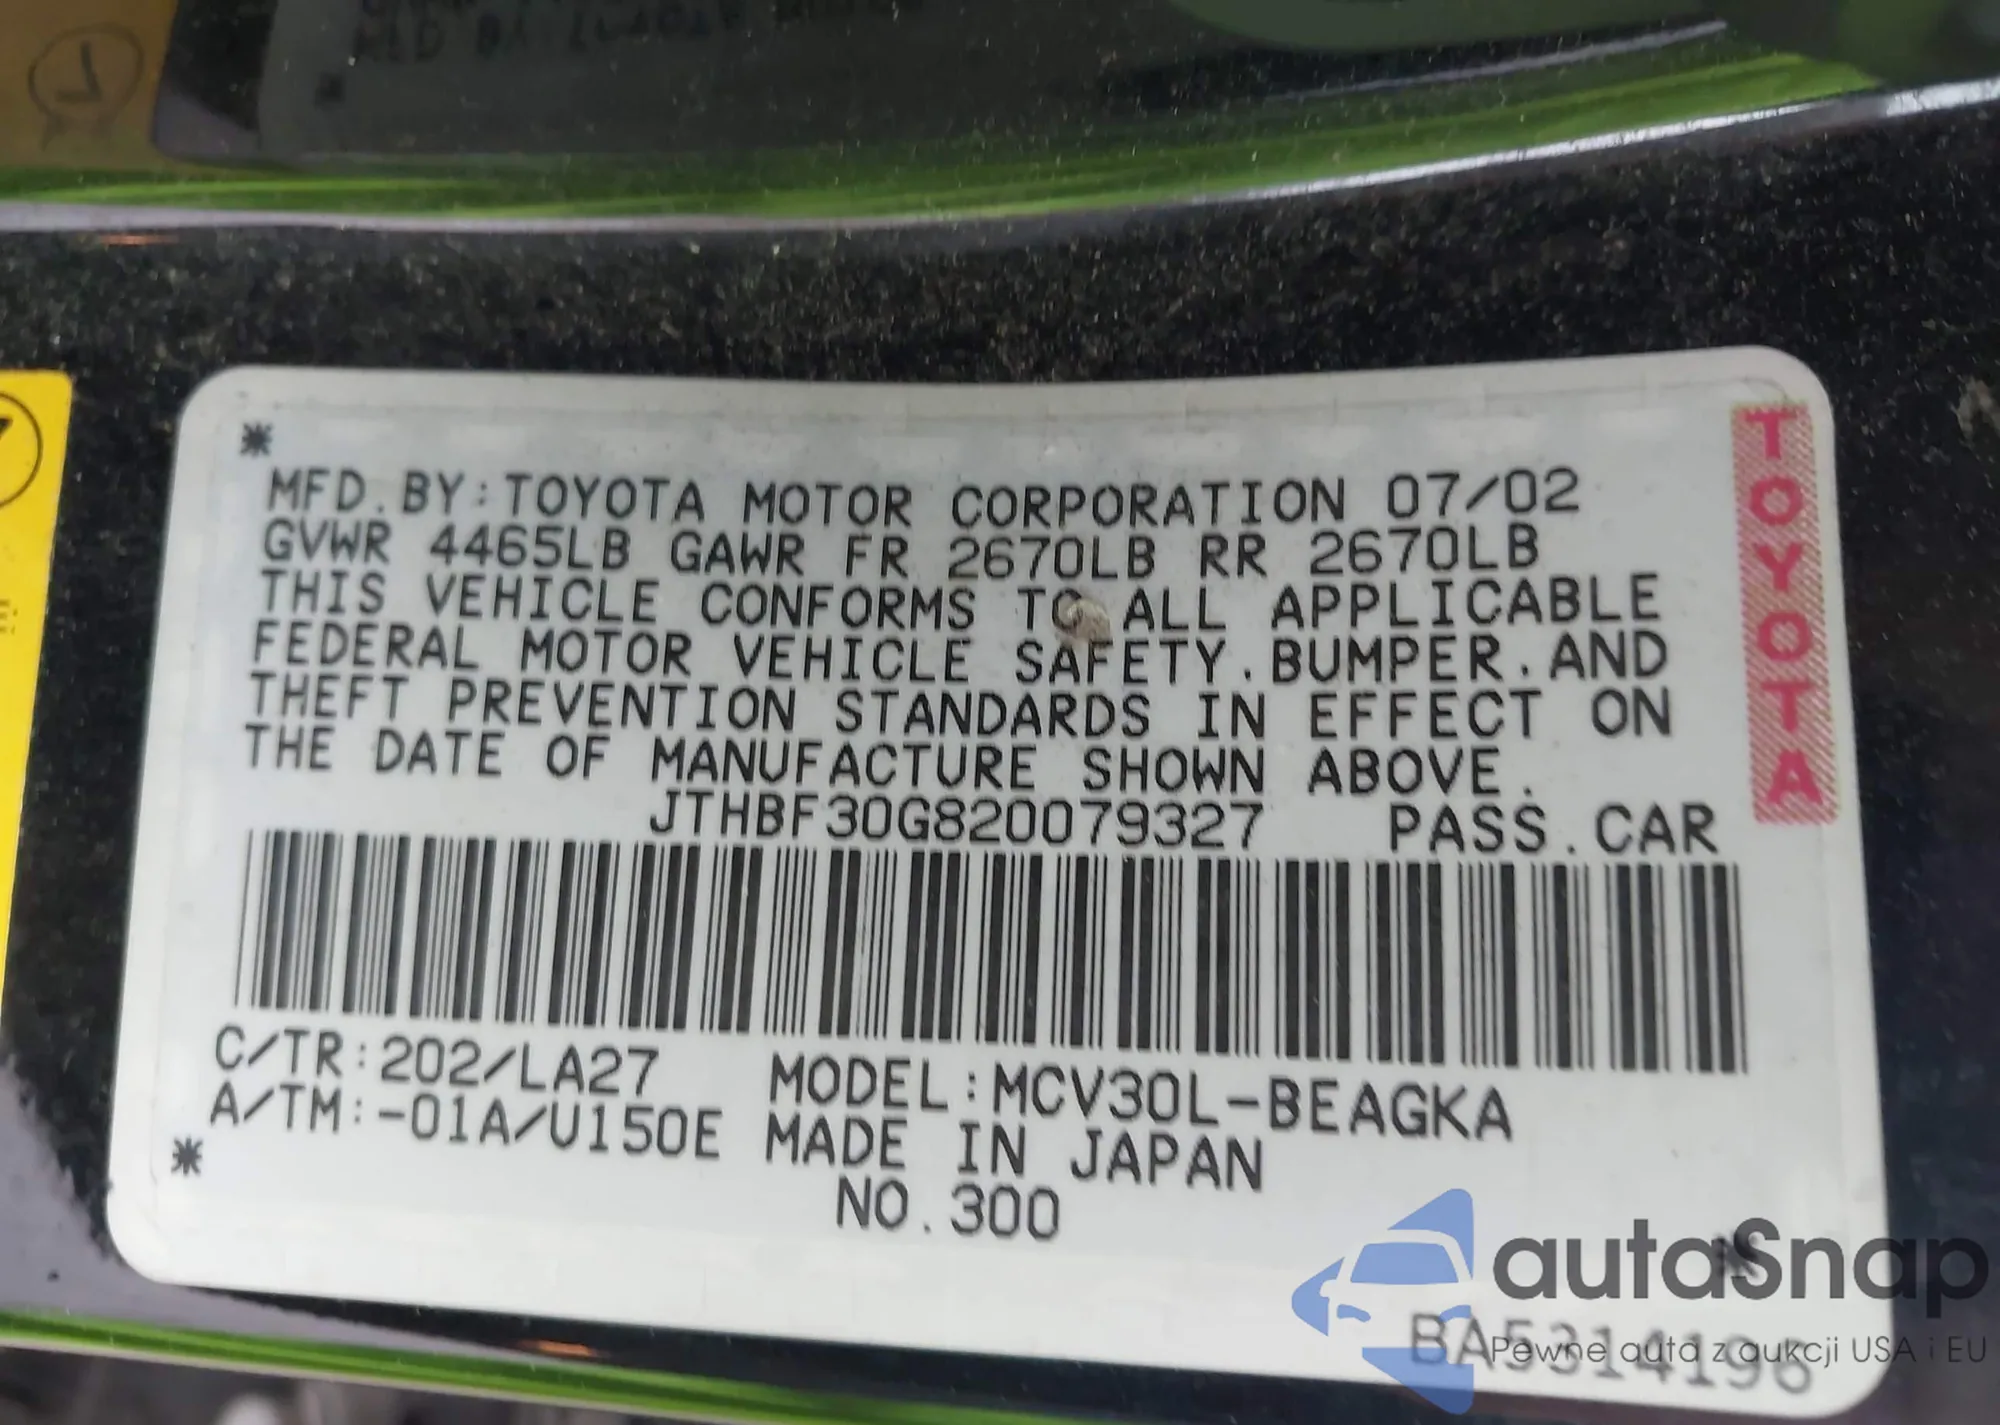 MFD.BY:TOYOTA MOTOR CORPORATION 07/02
GVWR 4465LB GAWR FR 2670LB RR 2670LB
THIS VEHICLE CONFORMS TO ALL APPLICABLE
FEDERAL MOTOR VEHICLE SAFETY.BUMPER.AND
THEFT PREVENTION STANDARDS IN EFFECT ON
THE DATE OF MANUFACTURE SHOWN ABOVE.
JTHBF30G820079327 PASS.CAR
TOYOTA
C/TR:202/LA27 MODEL:MCV30L-BEAGKA
A/TM:-01A/U150E MADE IN JAPAN
NO.300
autaSnap
BA5314196
Pewne auta z aukcji USA i EU